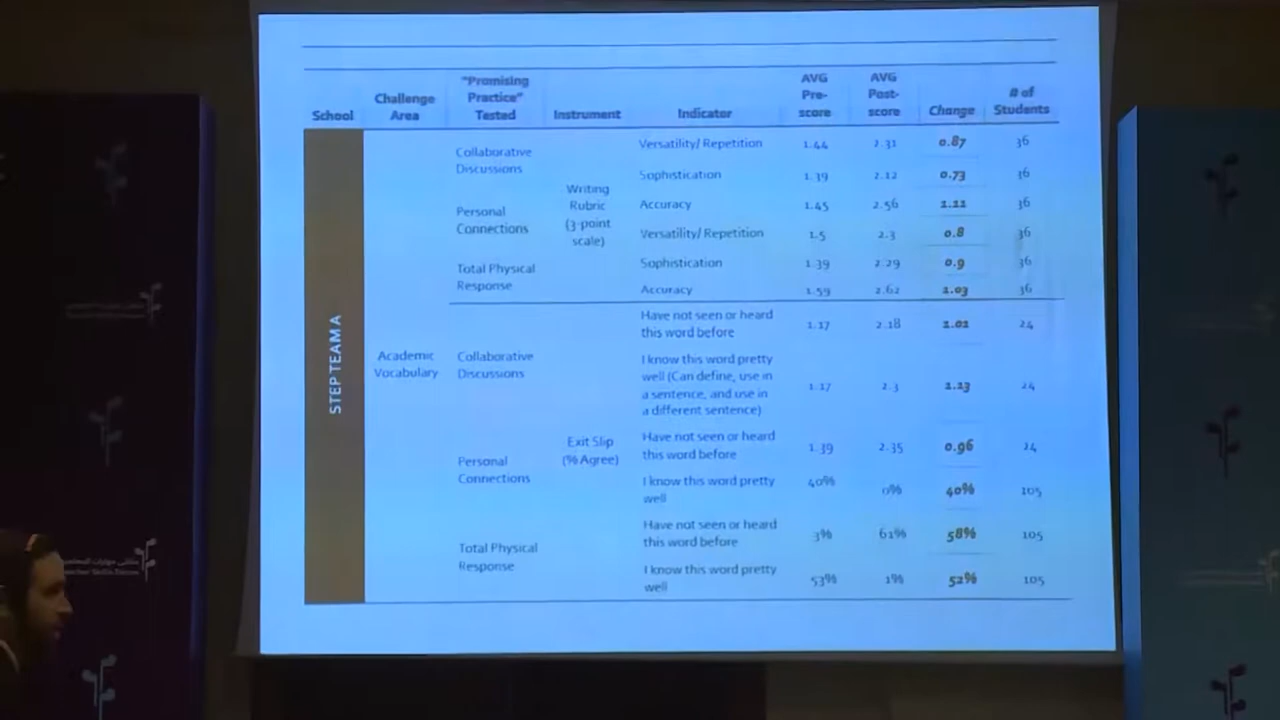 "Promising
Practice"
Tested
AVG
Pre-
score
AVG
Post-
score
School
Challenge
Area
Instrument
Indicator
Change
# of
Students
STEP TEAM A
Academic
Vocabulary
Collaborative
Discussions
Writing
Rubric
(3-point
scale)
Versatility/ Repetition 1.44 2.31 0.87 36
Sophistication 1.39 2.12 0.73 36
Personal
Connections
Accuracy 1.45 2.56 1.11 36
Versatility/ Repetition 1.5 2.3 0.8 36
Total Physical
Response
Sophistication 1.39 2.29 0.9 36
Accuracy 1.59 2.62 1.03 36
Collaborative
Discussions
Exit Slip
(% Agree)
Have not seen or heard
this word before 1.17 2.18 1.01 24
I know this word pretty
well (Can define, use in
a sentence, and use in
a different sentence) 1.17 2.3 1.13 24
Personal
Connections
Have not seen or heard
this word before 1.39 2.35 0.96 24
I know this word pretty
well 40% 0% 40% 105
Total Physical
Response
Have not seen or heard
this word before 3% 61% 58% 105
I know this word pretty
well 53% 1% 52% 105